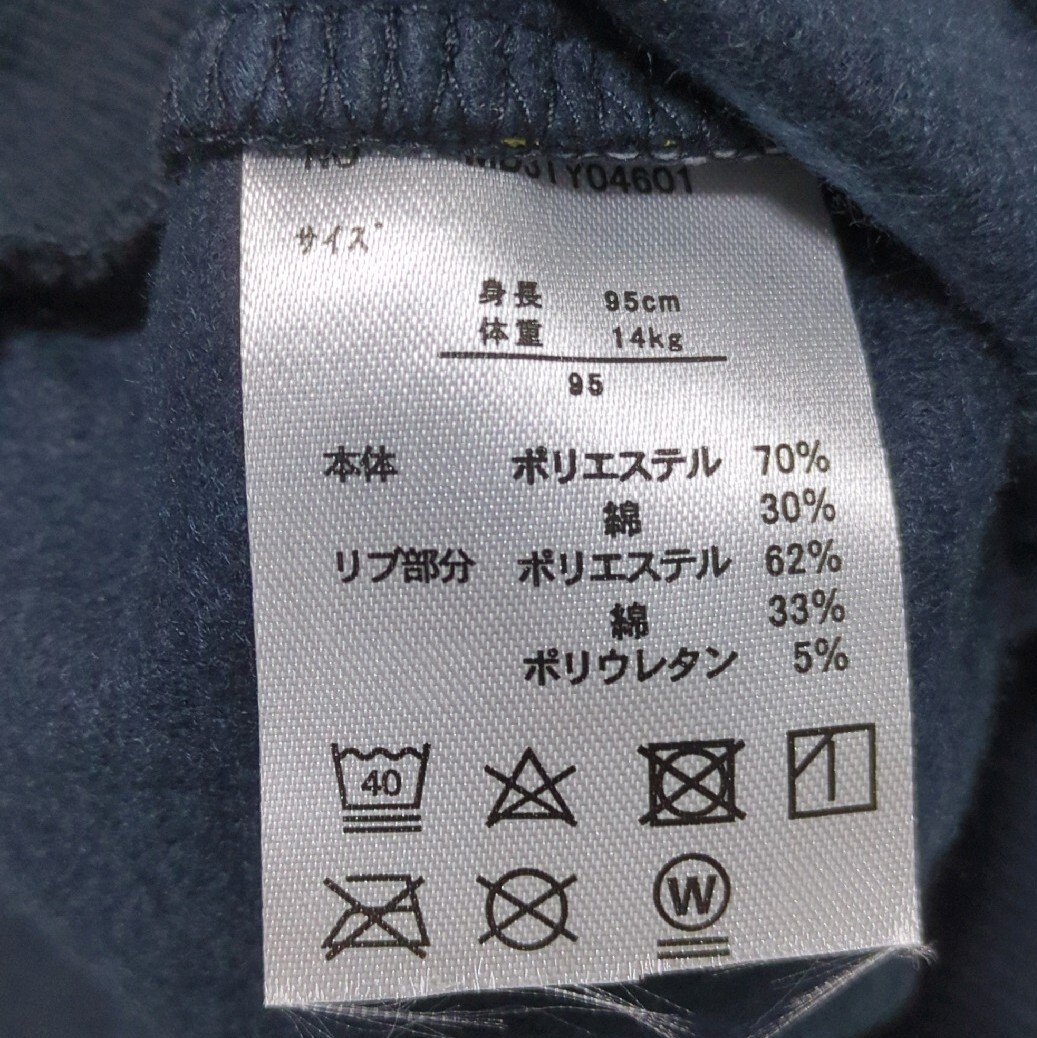 サイズ
身長 95cm
体重 14kg
95
本体 ポリエステル 70%
綿 30%
リブ部分 ポリエステル 62%
綿 33%
ポリウレタン 5%
40
W